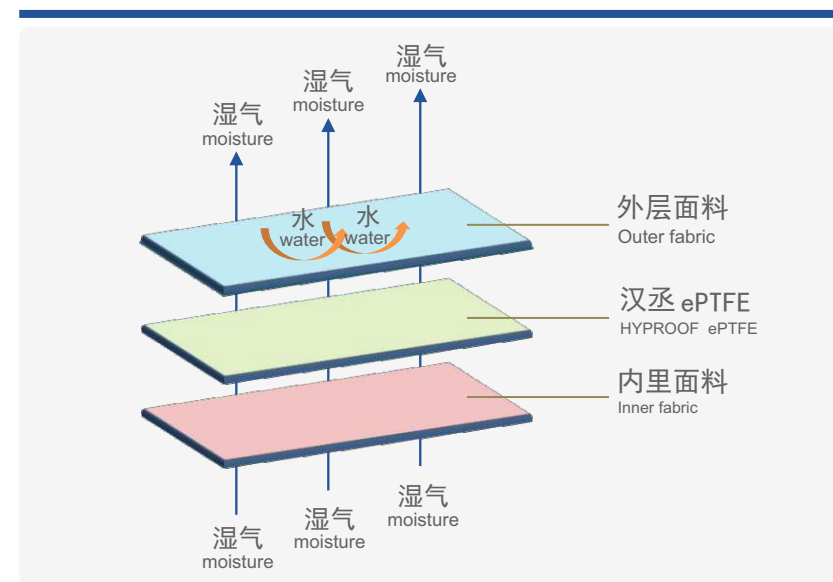 湿气
moisture
湿气
moisture
湿气
moisture
水
water
水
water
外层面料
Outer fabric
汉丞 ePTFE
HYPROOF ePTFE
内里面料
Inner fabric
湿气
moisture
湿气
moisture
湿气
moisture